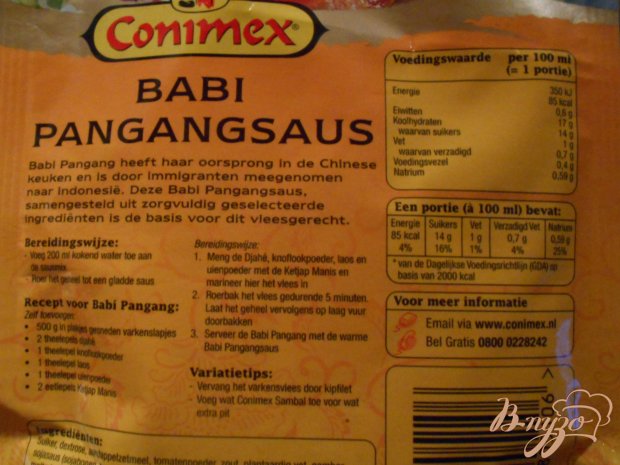 Conimex
BABI
PANGANGSAUS
Babi Pangang heeft haar oorsprong in de Chinese
keuken en is door immigranten meegenomen
naar Indonesië. Deze Babi Pangangsaus,
samengesteld uit zorgvuldig geselecteerde
ingrediënten is de basis voor dit vleesgerecht.
Bereidingswijze:
- Voeg 200 ml kokend water toe aan
de sausmix.
- Roer het geheel tot een gladde saus
Recept voor Babi Pangang:
Zelf toevoegen:
• 500 g in plakjes gesneden varkenslapjes
• 2 theelepels djahé
• 1 theelepel knoflookpoeder
• 1 theelepel laos
• 1 theelepel uienpoeder
• 2 eetlepels Ketjap Manis
Bereidingswijze:
1. Meng de Djahé, knoflookpoeder, laos en
uienpoeder met de Ketjap Manis en
marineer hier het vlees in
2. Roerbak het vlees gedurende 5 minuten.
Laat het geheel vervolgens op laag vuur
doorbakken
3. Serveer de Babi Pangang met de warme
Babi Pangangsaus
Variatietips:
- Vervang het varkensvlees door kipfilet
- Voeg wat Conimex Sambal toe voor wat
extra pit
Ingrediënten:
Suiker, dextrose, aardappelzetmeel, tomatenpoeder, zout, plantaardig vet,
Voedingswaarde per 100 ml
(= 1 portie)
Energie 350 kJ
85 kcal
Eiwitten 0,6 g
Koolhydraten 17 g
waarvan suikers 14 g
Vet 1 g
waarvan verzadigd 0,7 g
Voedingsvezel 0,4 g
Natrium 0,59 g
Een portie (à 100 ml) bevat:
Energie Suikers Vet Verzadigd Vet Natrium
85 kcal 14 g 1 g 0,7 g 0,59 g
4% 16% 1% 4% 25%
* van de Dagelijkse Voedingsrichtlijn (GDA) op
basis van 2000 kcal
Voor meer informatie
Email via www.conimex.nl
Bel Gratis 0800 0228242
Вкузо